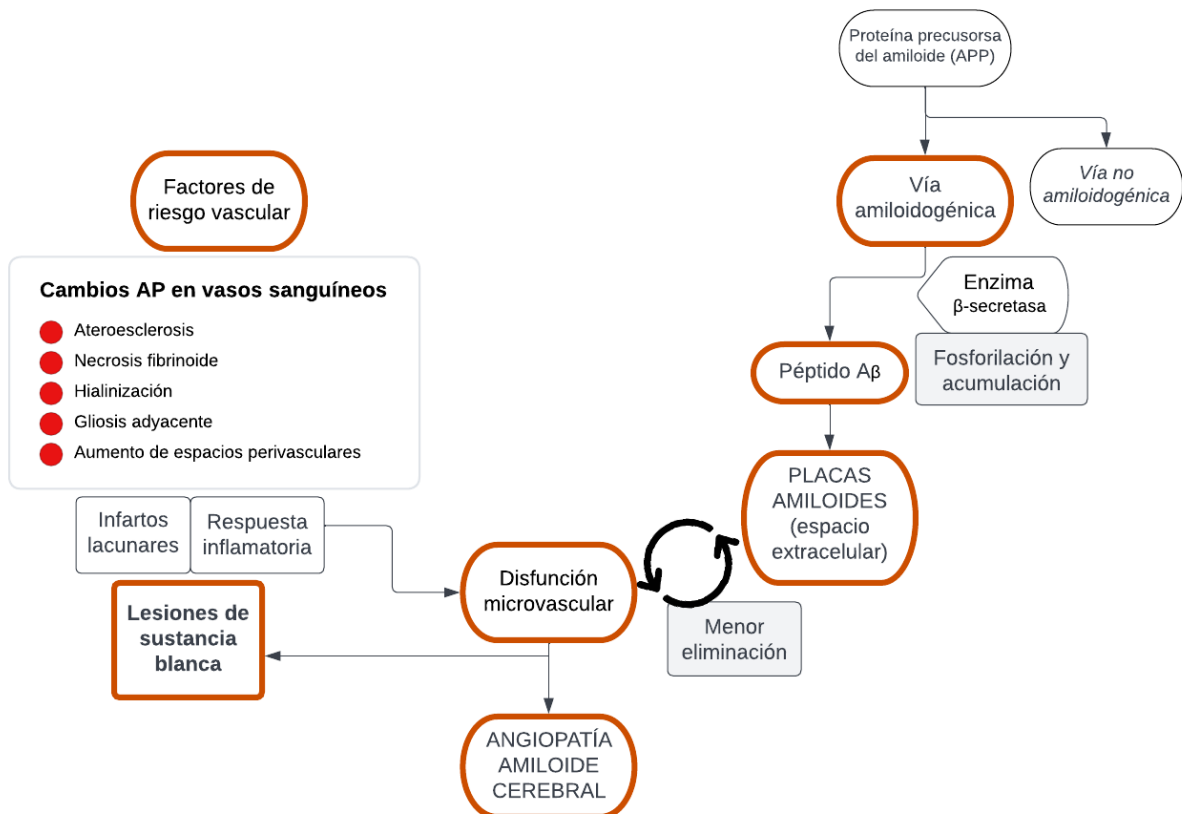 Proteína precusorsa
del amiloide (APP)
Vía
amiloidogénica
Vía no
amiloidogénica
Factores de
riesgo vascular
Cambios AP en vasos sanguíneos
Ateroesclerosis
Necrosis fibrinoide
Hialinización
Gliosis adyacente
Aumento de espacios perivasculares
Enzima
β-secretasa
Fosforilación y
acumulación
Péptido Aβ
PLACAS
AMILOIDES
(espacio
extracelular)
Infartos
lacunares
Respuesta
inflamatoria
Disfunción
microvascular
Menor
eliminación
Lesiones de
sustancia
blanca
ANGIOPATÍA
AMILOIDE
CEREBRAL